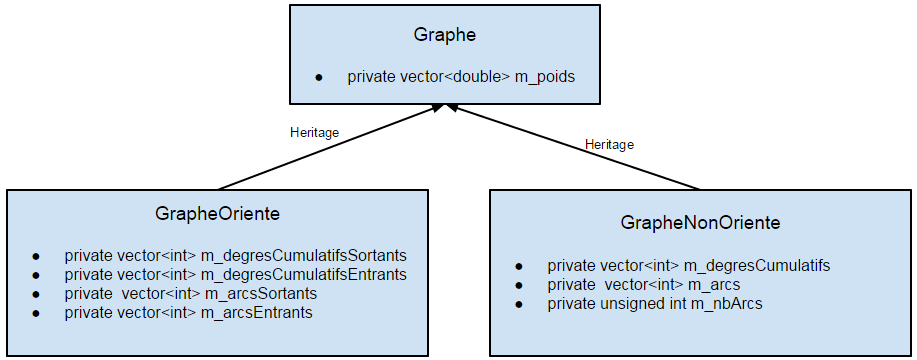 Graphe
● private vector<double> m_poids
Heritage
Heritage
GrapheOriente
● private vector<int> m_degresCumulatifsSortants
● private vector<int> m_degresCumulatifsEntrants
● private  vector<int> m_arcsSortants
● private vector<int> m_arcsEntrants
GrapheNonOriente
● private vector<int> m_degresCumulatifs
● private  vector<int> m_arcs
● private unsigned int m_nbArcs